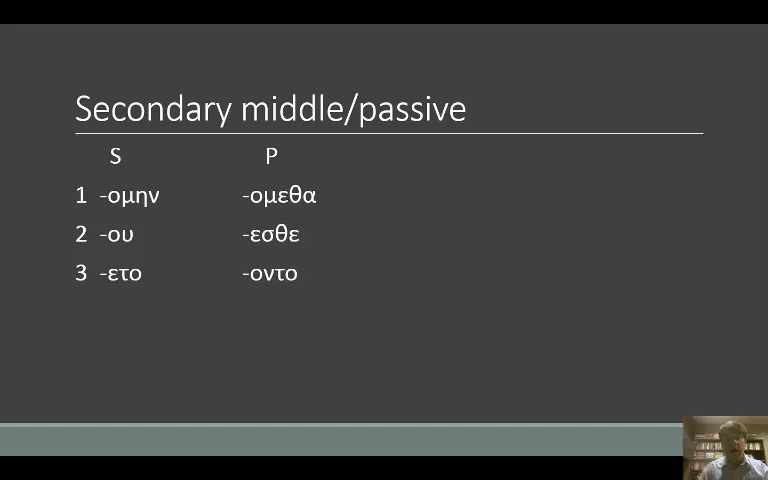 Secondary middle/passive
S P
1 -ομην -ομεθα
2 -ου -εσθε
3 -ετο -οντο